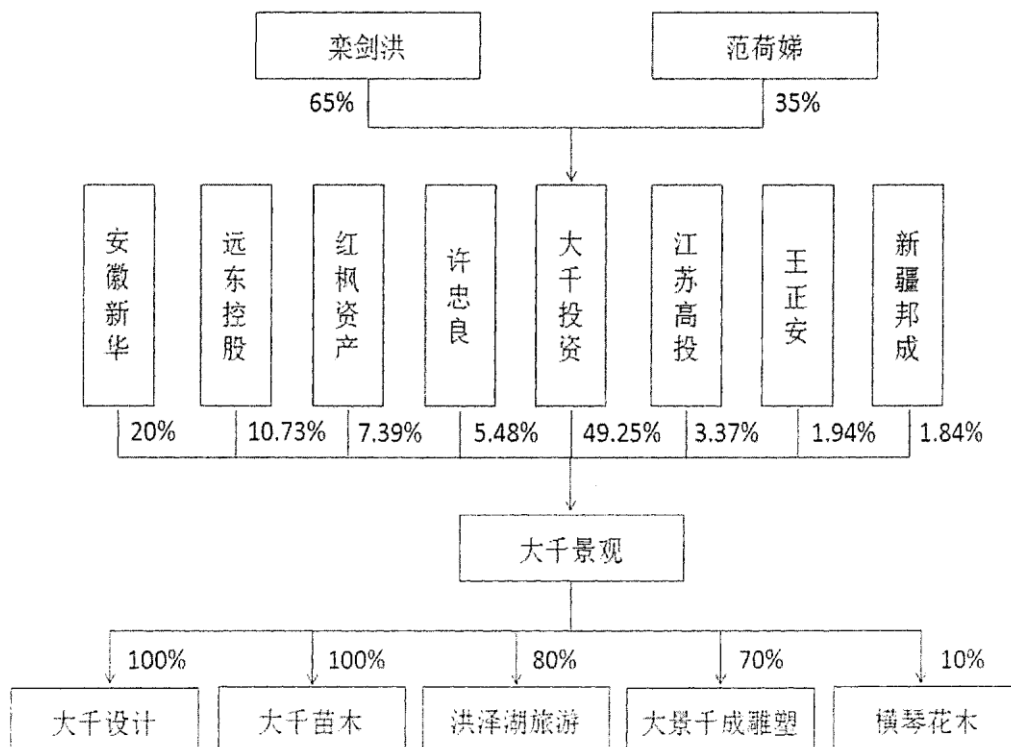 栾剑洪
范荷娣
65%
35%
安徽新华
远东控股
红枫资产
许忠良
大千投资
江苏高投
王正安
新疆邦成
20%
10.73%
7.39%
5.48%
49.25%
3.37%
1.94%
1.84%
大千景观
100%
100%
80%
70%
10%
大千设计
大千苗木
洪泽湖旅游
大景千成雕塑
横琴花木